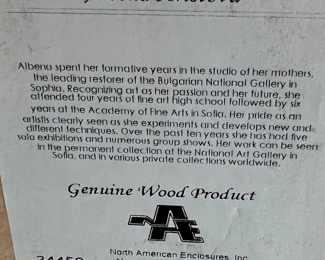 Albena spent her formative years in the studio of her mothers,
the leading restorer of the Bulgarian National Gallery in
Sophia. Recognizing art as her passion and her future, she
attended four years of fine art high school followed by six
years at the Academy of Fine Arts in Sofia. Her pride as an
artistis clearly seen as she experiments and develops new and
different techniques. Over the past ten years she has had five
solo exhibitions and numerous group shows. Her work can be seen
in the permanent collection at the National Art Gallery in
Sofia, and in various private collections worldwide.
Genuine Wood Product
North American Enclosures, Inc.